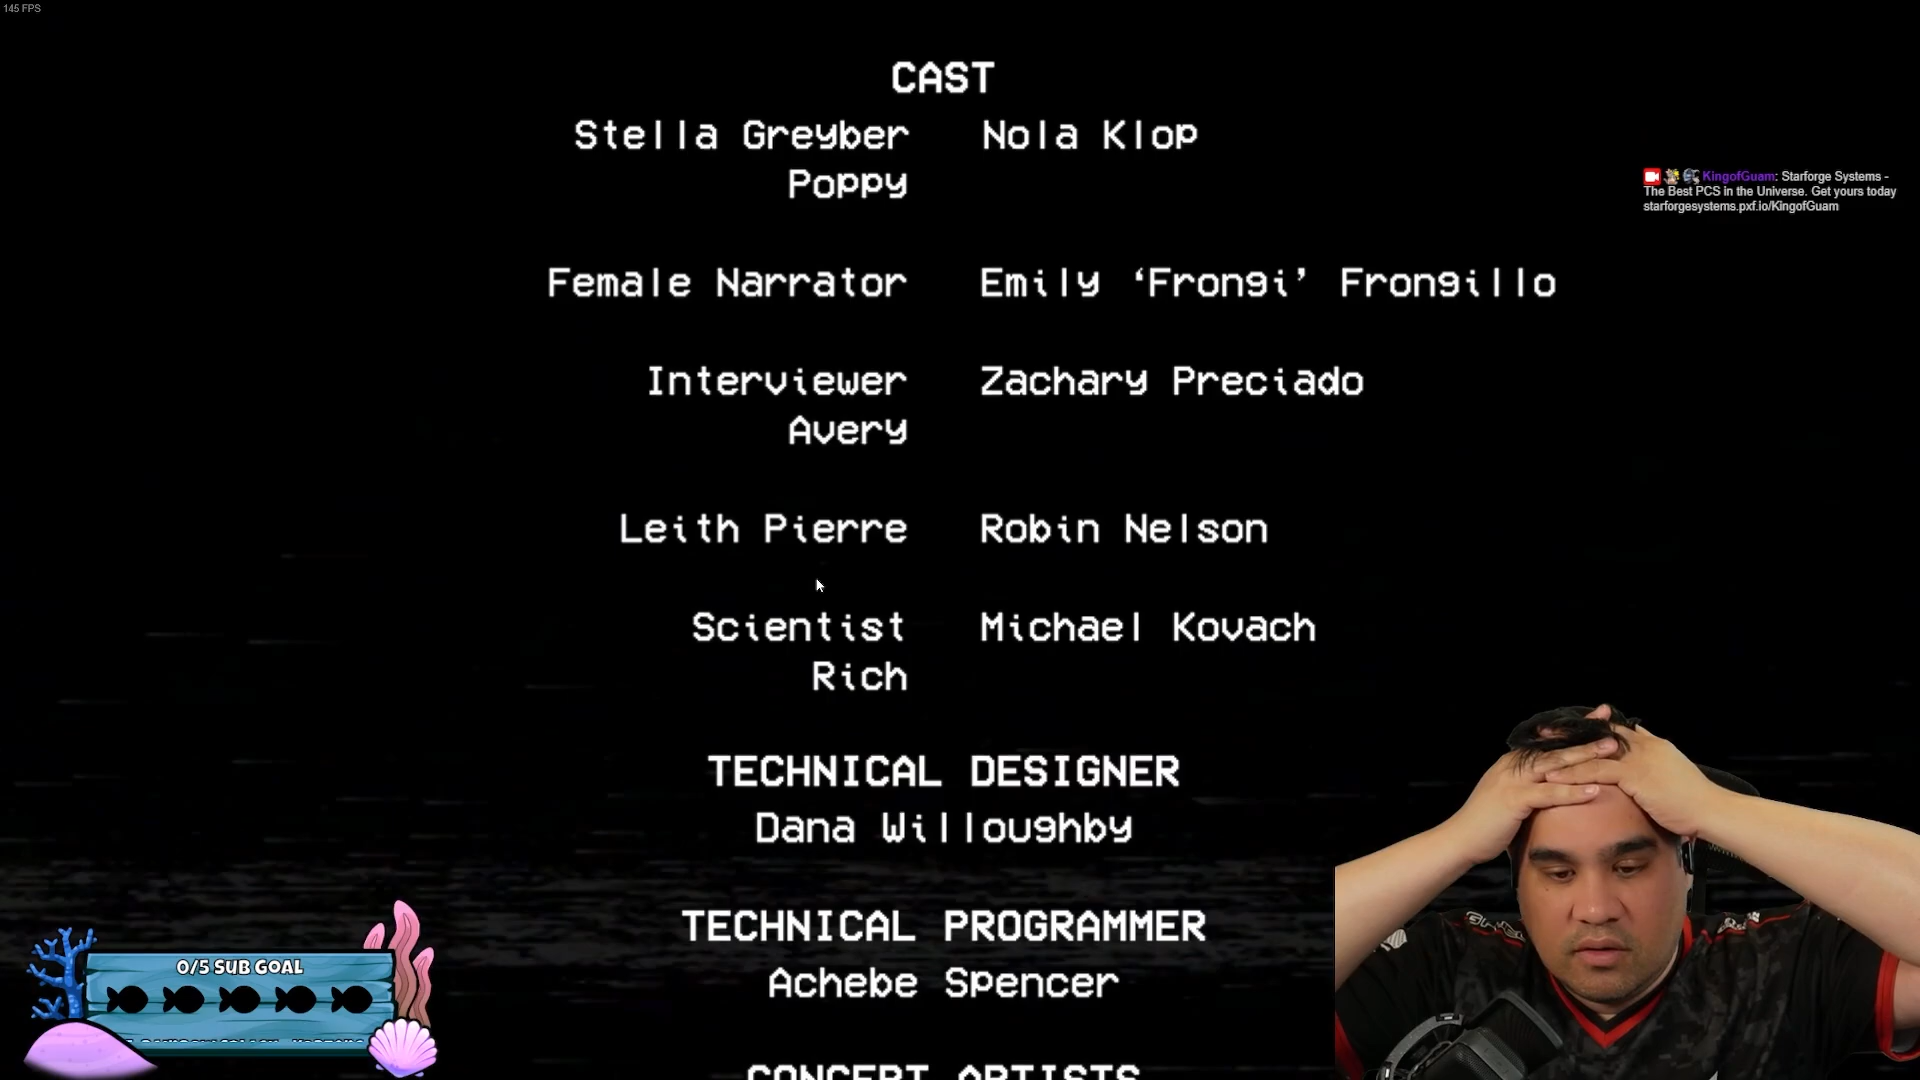 145 FPS
CAST
Stella Greyber Nola Klop
Poppy
KingofGuam: Starforge Systems -
The Best PCS in the Universe. Get yours today
starforgesystems.pxf.io/KingofGuam
Female Narrator Emily ‘Frongi’ Frongillo
Interviewer Zachary Preciado
Avery
Leith Pierre Robin Nelson
Scientist Michael Kovach
Rich
TECHNICAL DESIGNER
Dana Willoughby
TECHNICAL PROGRAMMER
Achebe Spencer
0/5 SUB GOAL
CONCEPT ARTISTS